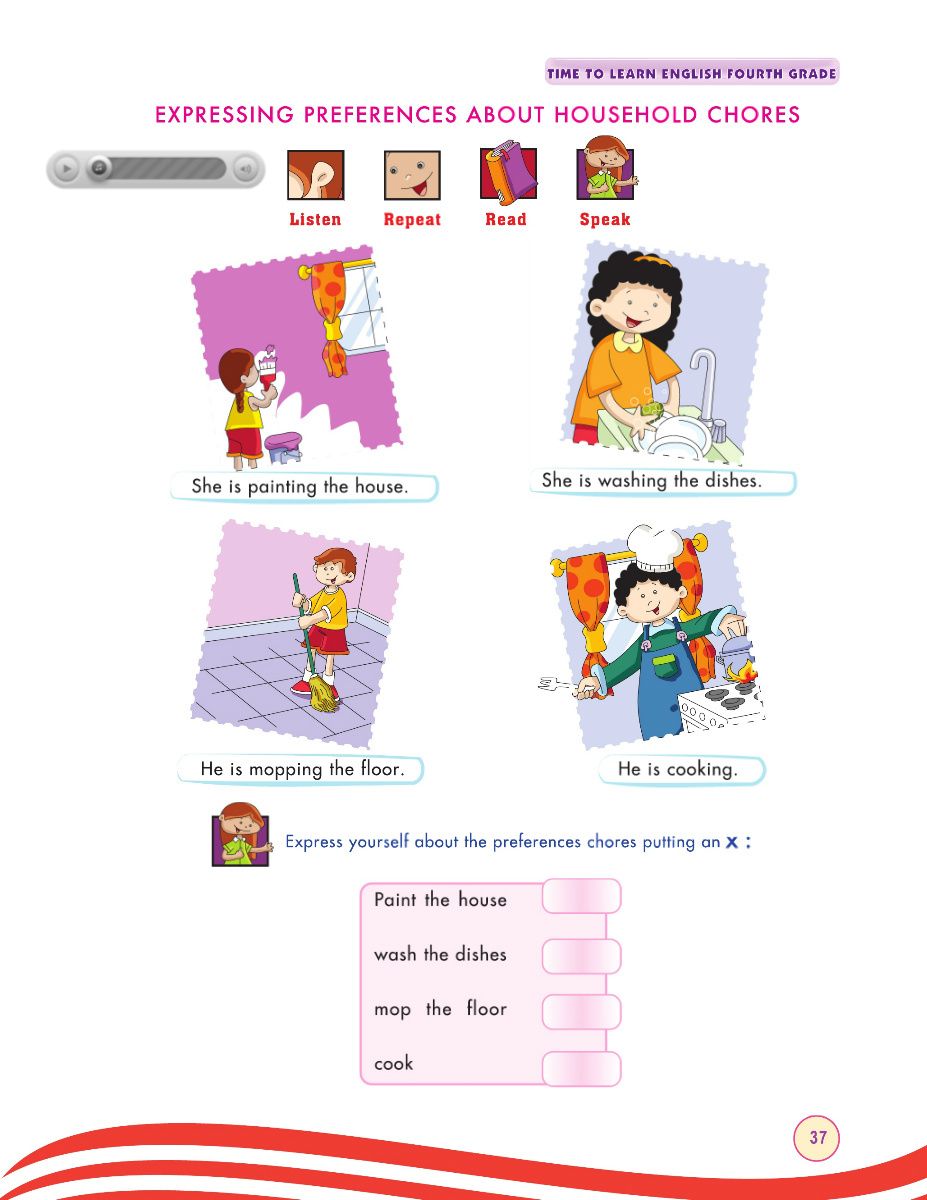 TIME TO LEARN ENGLISH FOURTH GRADE
EXPRESSING PREFERENCES ABOUT HOUSEHOLD CHORES
Listen Repeat Read Speak
She is painting the house.
She is washing the dishes.
He is mopping the floor.
He is cooking.
Express yourself about the preferences chores putting an x :
Paint the house
wash the dishes
mop the floor
cook
37